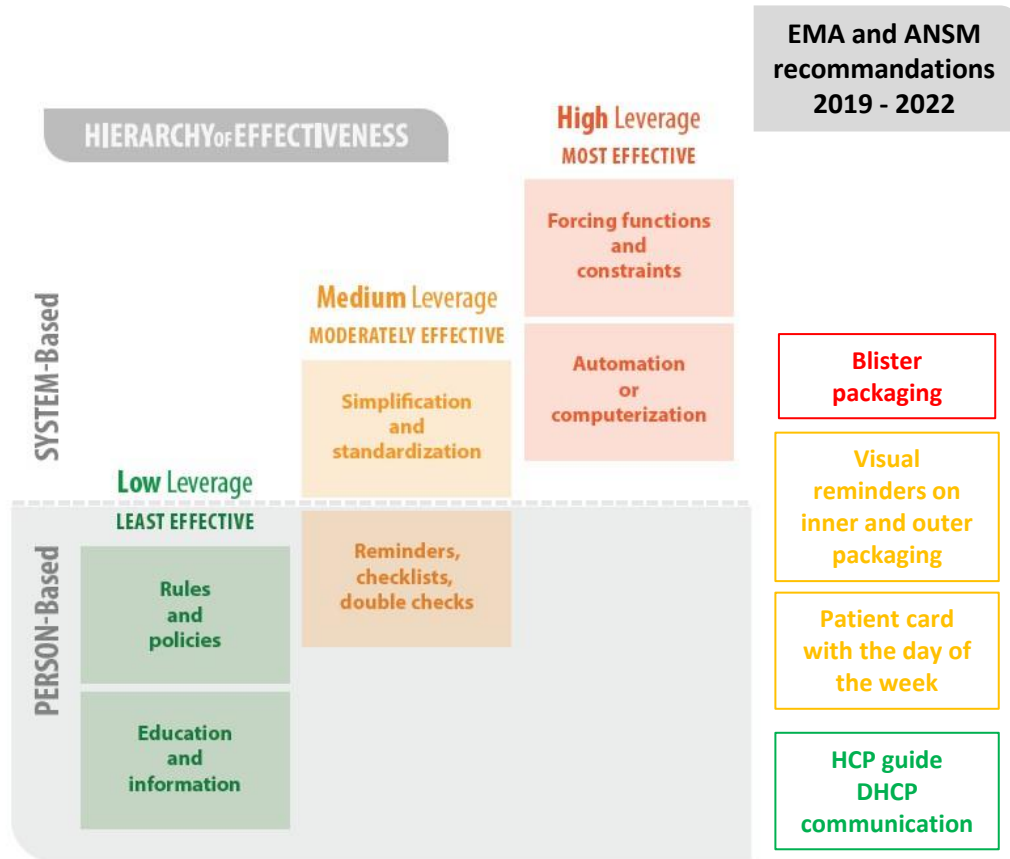 EMA and ANSM
recommandations
2019 - 2022
HIERARCHY OF EFFECTIVENESS
High Leverage
MOST EFFECTIVE
Forcing functions
and
constraints
Automation
or
computerization
Medium Leverage
MODERATELY EFFECTIVE
Simplification
and
standardization
Reminders,
checklists,
double checks
Low Leverage
LEAST EFFECTIVE
Rules
and
policies
Education
and
information
SYSTEM-Based
PERSON-Based
Blister
packaging
Visual
reminders on
inner and outer
packaging
Patient card
with the day of
the week
HCP guide
DHCP
communication